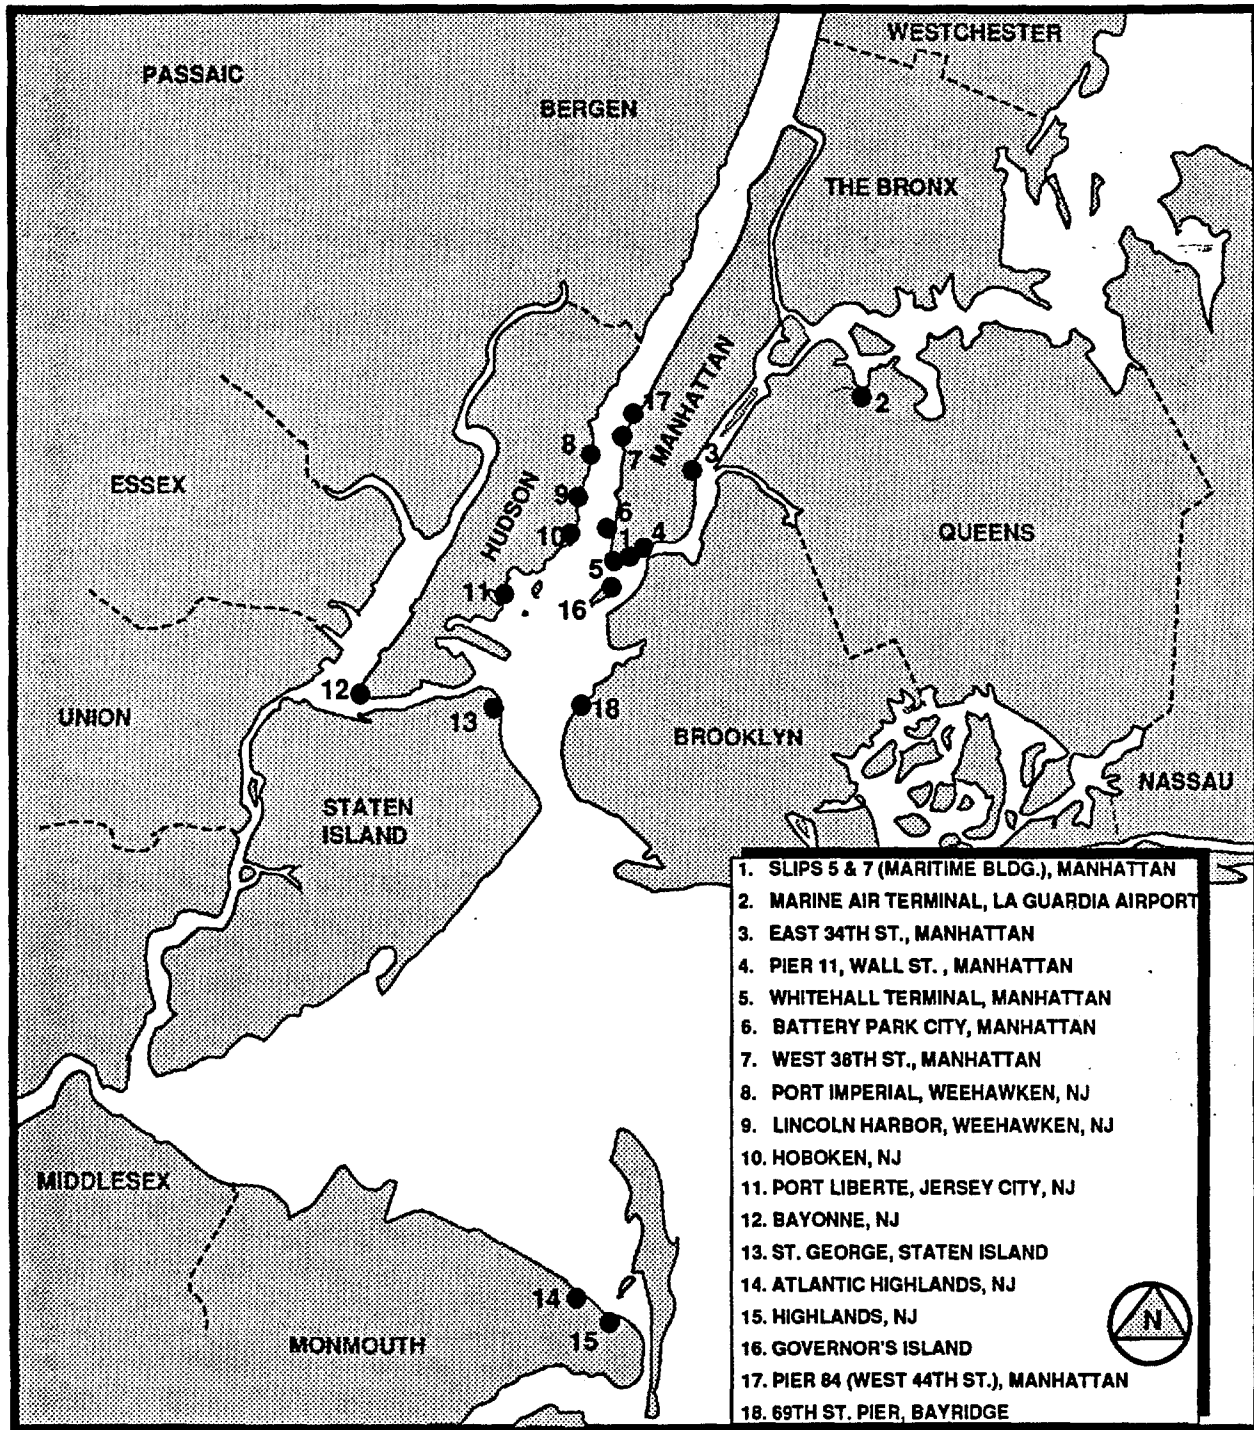 WESTCHESTER
PASSAIC
BERGEN
THE BRONX
MANHATTAN
17
2
8
7
3
ESSEX
9
HUDSON
6
10
1
4
QUEENS
5
11
16
12
13
18
UNION
BROOKLYN
NASSAU
STATEN
ISLAND
1. SLIPS 5 & 7 (MARITIME BLDG.), MANHATTAN
2. MARINE AIR TERMINAL, LA GUARDIA AIRPORT
3. EAST 34TH ST., MANHATTAN
4. PIER 11, WALL ST. , MANHATTAN
5. WHITEHALL TERMINAL, MANHATTAN
6. BATTERY PARK CITY, MANHATTAN
7. WEST 38TH ST., MANHATTAN
8. PORT IMPERIAL, WEEHAWKEN, NJ
9. LINCOLN HARBOR, WEEHAWKEN, NJ
10. HOBOKEN, NJ
11. PORT LIBERTE, JERSEY CITY, NJ
12. BAYONNE, NJ
13. ST. GEORGE, STATEN ISLAND
14. ATLANTIC HIGHLANDS, NJ
15. HIGHLANDS, NJ
16. GOVERNOR'S ISLAND
17. PIER 84 (WEST 44TH ST.), MANHATTAN
18. 69TH ST. PIER, BAYRIDGE
MIDDLESEX
14
15
MONMOUTH
N